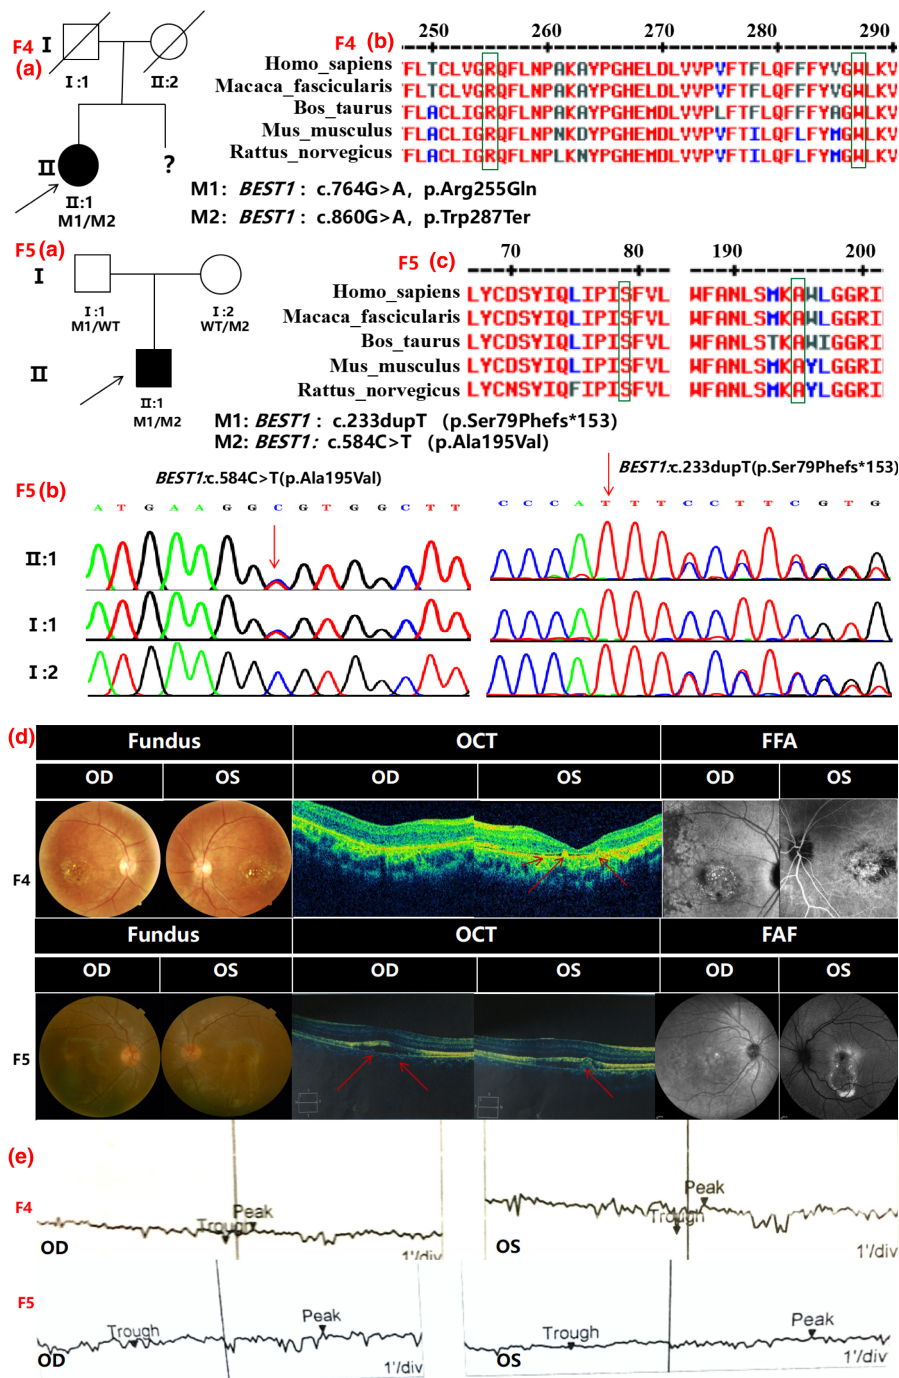 F4
(a)
I
I:1
II:2
II
?
II:1
M1/M2
F4 (b)
250 260 270 280 290
Homo_sapiens FLTCLVGRQFLNPAKAYPGHELDLVVPVFTFLQFFFYVGWLKV
Macaca_fascicularis FLTCLVGRQFLNPAKAYPGHELDLVVPVFTFLQFFFYVGWLKV
Bos_taurus FLACLIGRQFLNPAKAYPGHEMDLVVPLFTFLQFFFYAGWLKV
Mus_musculus FLACLIGRQFLNPNKDYPGHEMDLVVPVFTILQFLFYMGWLKV
Rattus_norvegicus FLACLIGRQFLNPLKNYPGHEMDLVVPVFTILQFLFYMGWLKV
M1: BEST1 : c.764G>A, p.Arg255Gln
M2: BEST1 : c.860G>A, p.Trp287Ter
F5 (a)
I
I:1
M1/WT
I:2
WT/M2
II
II:1
M1/M2
F5 (c)
70 80 190 200
Homo_sapiens LYCDSYIQLIPISFVL WFANLSMKAWLGGRI
Macaca_fascicularis LYCDSYIQLIPISFVL WFANLSMKAWLGGRI
Bos_taurus LYCDSYIQLIPISFVL WFANLSTKAWIGGRI
Mus_musculus LYCDSYIQLIPISFVL WFANLSMKAYLGGRI
Rattus_norvegicus LYCNSYIQFIPISFVL WFANLSMKAYLGGRI
M1: BEST1 : c.233dupT (p.Ser79Phefs*153)
M2: BEST1: c.584C>T (p.Ala195Val)
F5 (b)
BEST1:c.584C>T(p.Ala195Val)
BEST1:c.233dupT(p.Ser79Phefs*153)
A T G A A G G C G T G G C T T
C C C A T T T C C T T C G T G
II:1
I:1
I:2
(d)
Fundus OCT FFA
OD OS OD OS OD OS
F4
Fundus OCT FAF
OD OS OD OS OD OS
F5
(e)
F4
Trough Peak
OD 1'/div
Trough Peak
OS 1'/div
F5
Trough Peak
OD 1'/div
Trough Peak
OS 1'/div